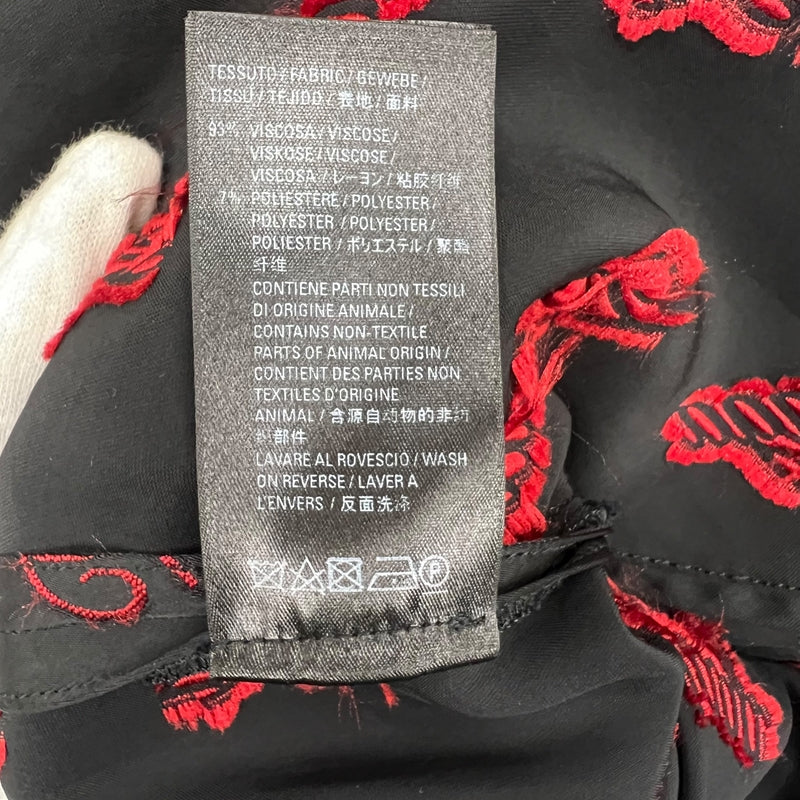 TESSUTO / FABRIC / GEWEBE /
TISSU / TEJIDO / 表地 / 面料
93% VISCOSA / VISCOSE /
VISKOSE / VISCOSE /
VISCOSA / レーヨン / 粘胶纤维
7% POLIESTERE / POLYESTER /
POLYESTER / POLYESTER /
POLIESTER / ポリエステル / 聚酯
纤维
CONTIENE PARTI NON TESSILI
DI ORIGINE ANIMALE /
CONTAINS NON-TEXTILE
PARTS OF ANIMAL ORIGIN /
CONTIENT DES PARTIES NON
TEXTILES D'ORIGINE
ANIMAL / 含源自动物的非纺
织部件
LAVARE AL ROVESCIO / WASH
ON REVERSE / LAVER A
L'ENVERS / 反面洗涤
P